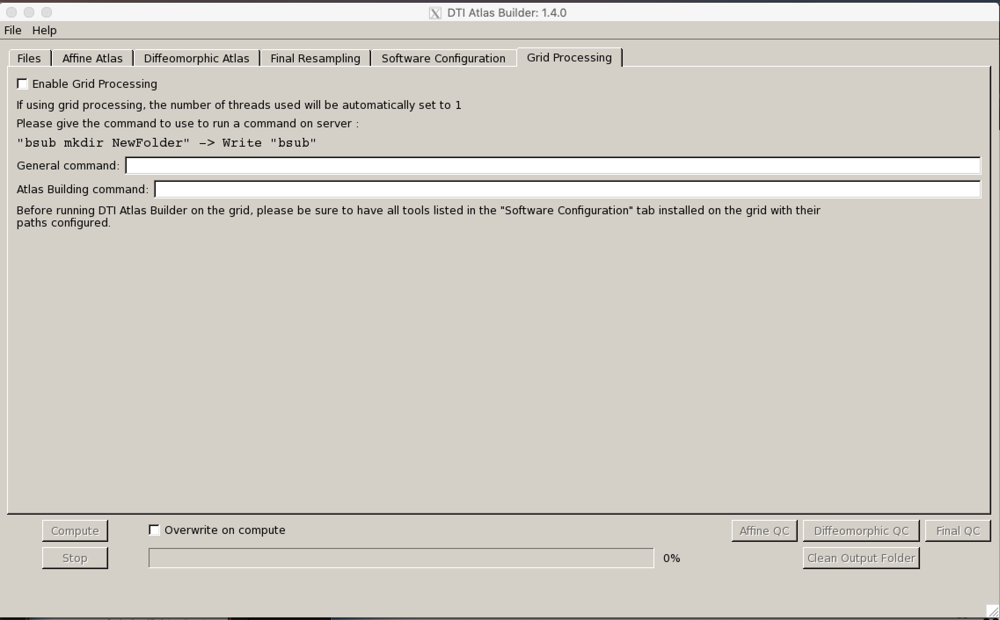 DTI Atlas Builder: 1.4.0
File Help
Files Affine Atlas Diffeomorphic Atlas Final Resampling Software Configuration Grid Processing
Enable Grid Processing
If using grid processing, the number of threads used will be automatically set to 1
Please give the command to use to run a command on server :
"bsub mkdir NewFolder" -> Write "bsub"
General command:
Atlas Building command:
Before running DTI Atlas Builder on the grid, please be sure to have all tools listed in the "Software Configuration" tab installed on the grid with their
paths configured.
Compute Overwrite on compute Affine QC Diffeomorphic QC Final QC
Stop 0% Clean Output Folder